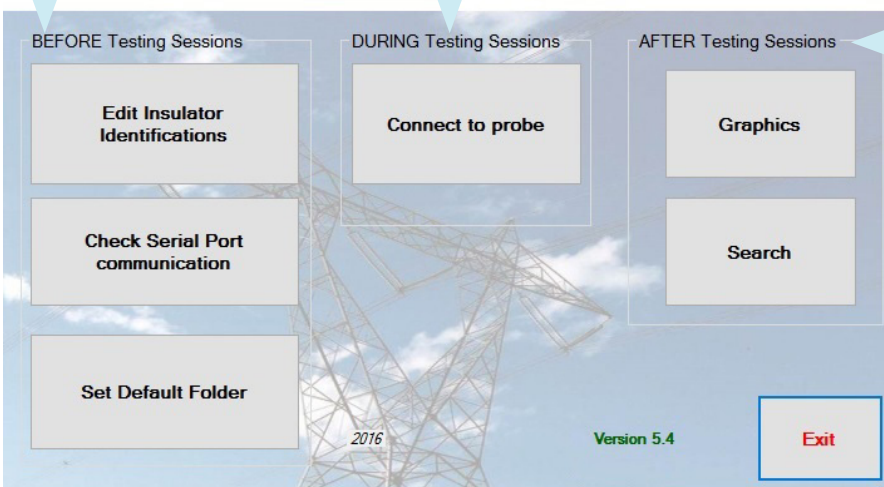 BEFORE Testing Sessions
Edit Insulator
Identifications
Check Serial Port
communication
Set Default Folder
DURING Testing Sessions
Connect to probe
AFTER Testing Sessions
Graphics
Search
2016
Version 5.4
Exit